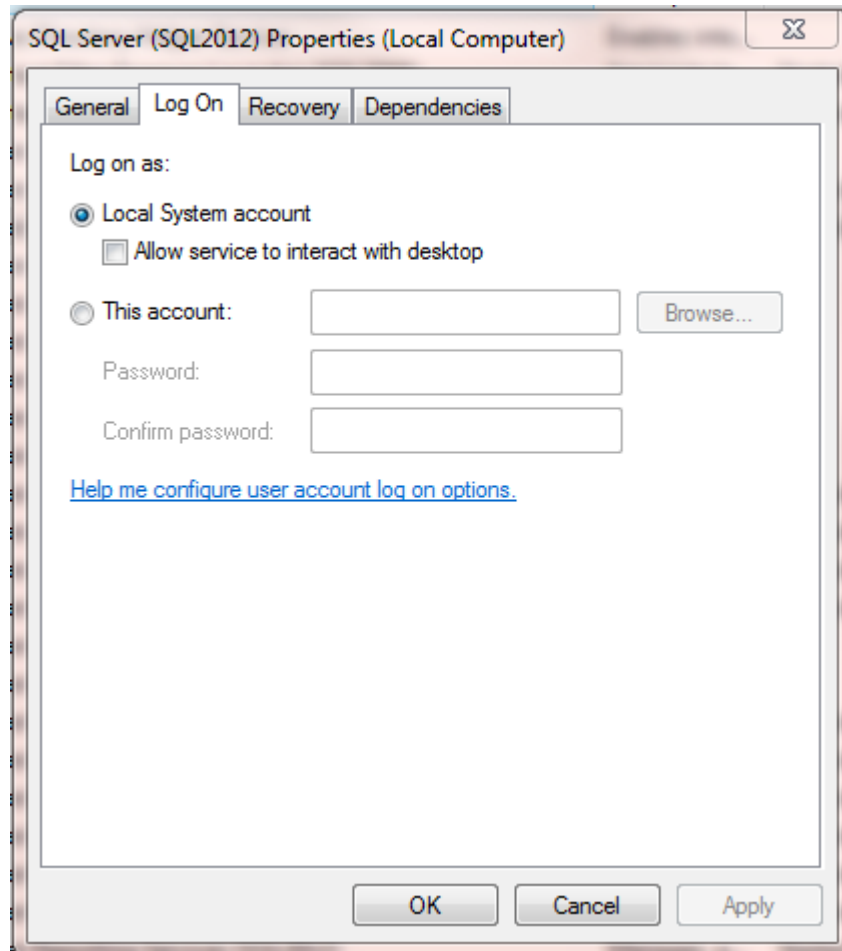 SQL Server (SQL2012) Properties (Local Computer)
General Log On Recovery Dependencies
Log on as:
Local System account
Allow service to interact with desktop
This account:
Browse...
Password:
Confirm password:
Help me configure user account log on options.
OK Cancel Apply